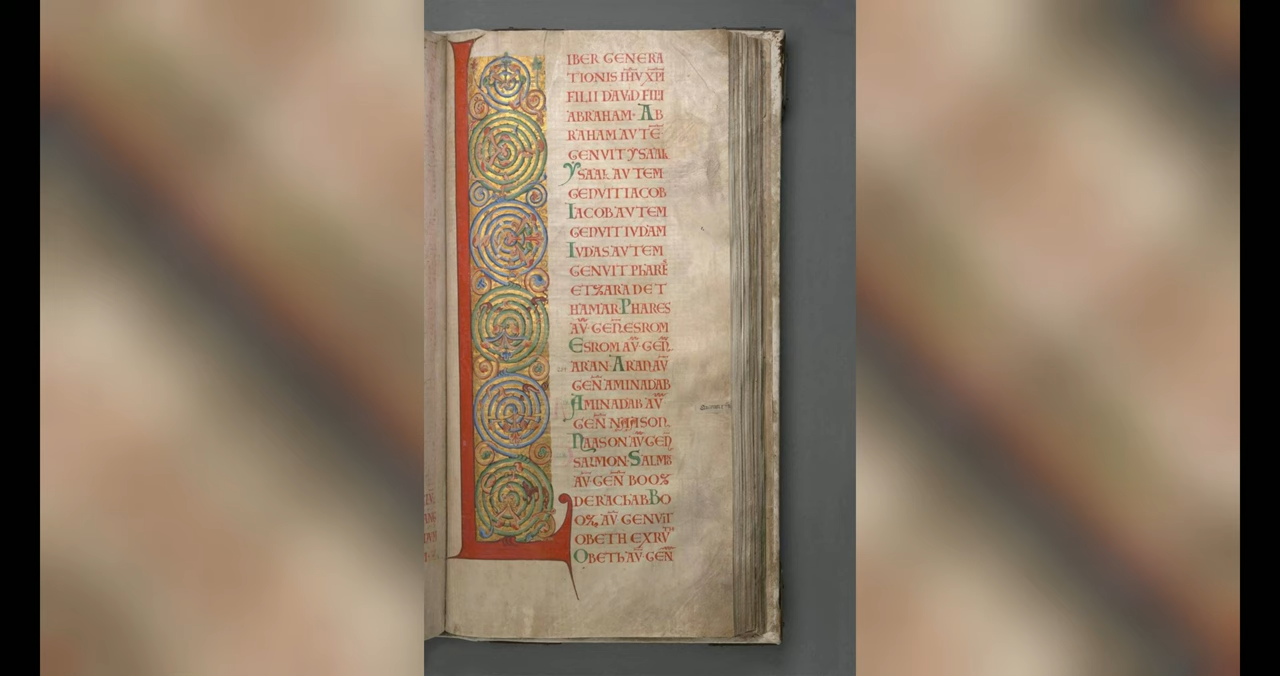 LIBER GENERA
TIONIS IHV XPI
FILII DAVID FILII
ABRAHAM· AB
RAHAM AVTE
GENVIT YSAAK
YSAAK AVTEM
GENVIT IACOB
IACOB AVTEM
GENVIT IVDAM
IVDAS AVTEM
GENVIT PHARE
ET ZARA DE T
HAMAR· PHARES
AV GEN ESROM
ESROM AV· GEN
ARAN· ARAN AV
GEN AMINADAB
AMINADAB AV
GEN NAASON
NAASON AV GEN
SALMON· SALMO
AV· GEN BOOZ
DE RACHAB BO
OZ, AV GENVIT
OBETH EX RV
OBETH AV· GEN